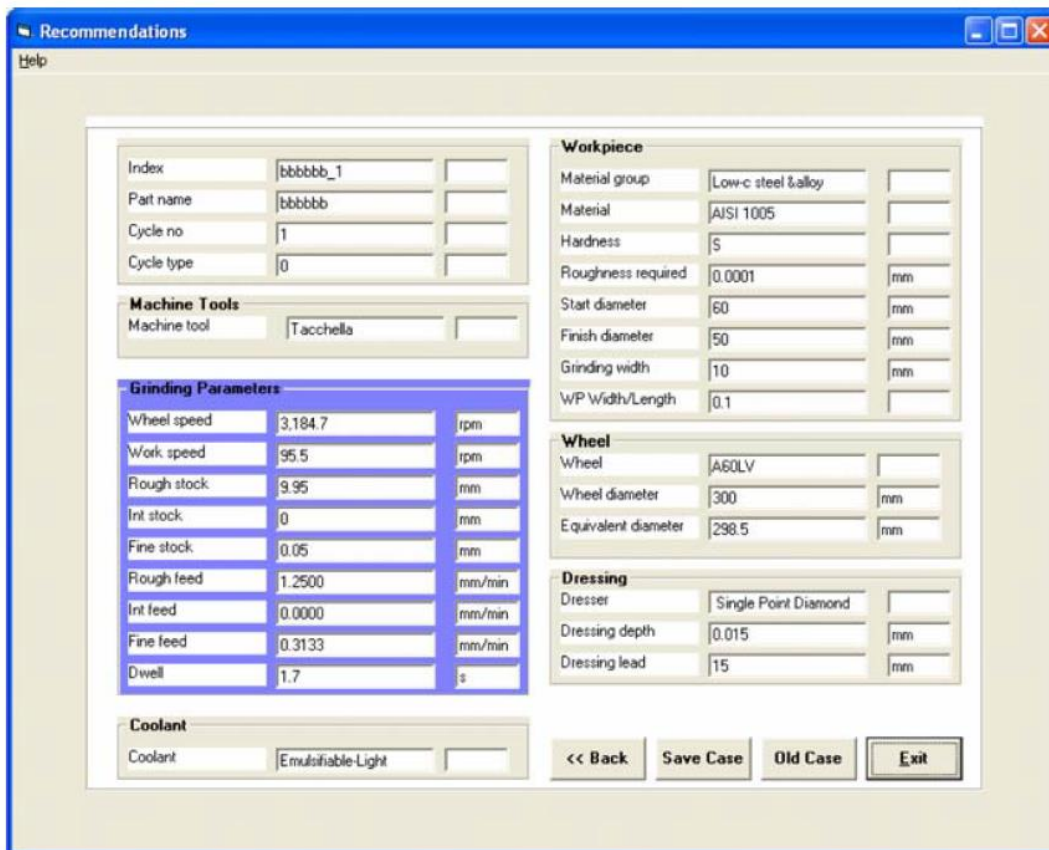 Recommendations
Help
Index bbbbbb_1
Part name bbbbbb
Cycle no 1
Cycle type 0
Machine Tools
Machine tool Tacchella
Grinding Parameters
Wheel speed 3,184.7 rpm
Work speed 95.5 rpm
Rough stock 9.95 mm
Int stock 0 mm
Fine stock 0.05 mm
Rough feed 1.2500 mm/min
Int feed 0.0000 mm/min
Fine feed 0.3133 mm/min
Dwell 1.7 s
Coolant
Coolant Emulsifiable-Light
Workpiece
Material group Low-c steel &alloy
Material AISI 1005
Hardness S
Roughness required 0.0001 mm
Start diameter 60 mm
Finish diameter 50 mm
Grinding width 10 mm
WP Width/Length 0.1
Wheel
Wheel A60LV
Wheel diameter 300 mm
Equivalent diameter 298.5 mm
Dressing
Dresser Single Point Diamond
Dressing depth 0.015 mm
Dressing lead 15 mm
<< Back Save Case Old Case Exit